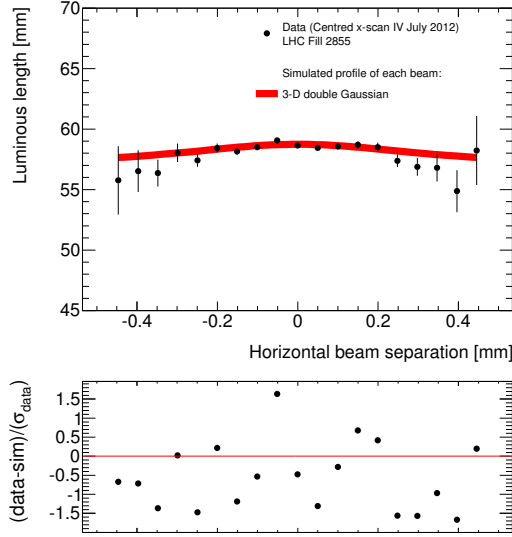 70
65
60
55
50
45
Luminous length [mm]
Data (Centred x-scan IV July 2012)
LHC Fill 2855
Simulated profile of each beam:
3-D double Gaussian
-0.4 -0.2 0 0.2 0.4
Horizontal beam separation [mm]
1.5
1
0.5
0
-0.5
-1
-1.5
(data-sim)/(σdata)